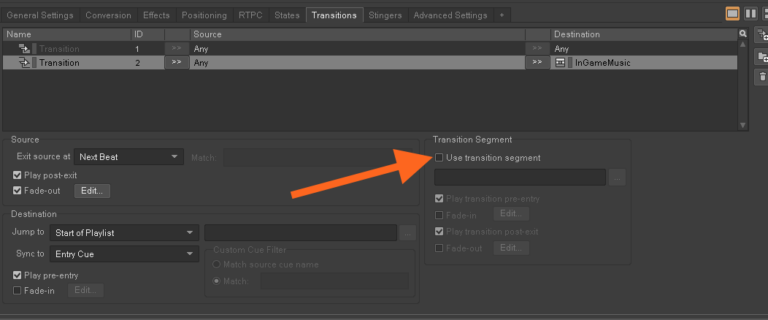 General Settings Conversion Effects Positioning RTPC States Transitions Stingers Advanced Settings +
Name ID Source Destination
Transition 1 >> Any Any
Transition 2 >> Any >> InGameMusic
Source
Exit source at Next Beat Match:
Play post-exit
Fade-out Edit...
Transition Segment
Use transition segment
...
Play transition pre-entry
Fade-in Edit...
Play transition post-exit
Fade-out Edit...
Destination
Jump to Start of Playlist ...
Sync to Entry Cue
Play pre-entry
Fade-in Edit...
Custom Cue Filter
Match source cue name
Match: